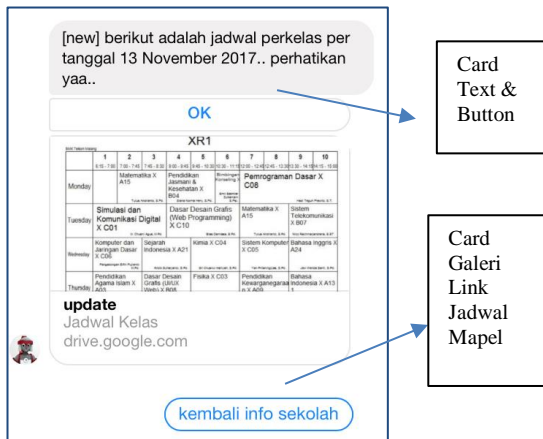 [new] berikut adalah jadwal perkelas per
tanggal 13 November 2017.. perhatikan
yaa..
OK
Card
Text &
Button
XR1
1 2 3 4 5 6 7 8 9 10
Monday
Matematika X
A15
Pendidikan
Jasmani &
Kesehatan X
B04
Pemrograman Dasar X
C08
Tuesday
Simulasi dan
Komunikasi Digital
X C01
Dasar Desain Grafis
(Web Programming)
X C10
Matematika X
A15
Sistem
Telekomunikasi
X B07
Wednesday
Komputer dan
Jaringan Dasar
X C06
Sejarah
Indonesia X A21
Kimia X C04
Sistem Komputer
X C05
Bahasa Inggris X
A24
Thursday
Pendidikan
Agama Islam X
A03
Dasar Desain
Grafis (UI/UX
Web) X B08
Fisika X C03
Pendidikan
Kewarganegaraa
n X A09
Bahasa
Indonesia X A13
update
Jadwal Kelas
drive.google.com
kembali info sekolah
Card
Galeri
Link
Jadwal
Mapel